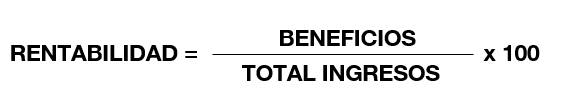 BENEFICIOS
RENTABILIDAD = x 100
TOTAL INGRESOS